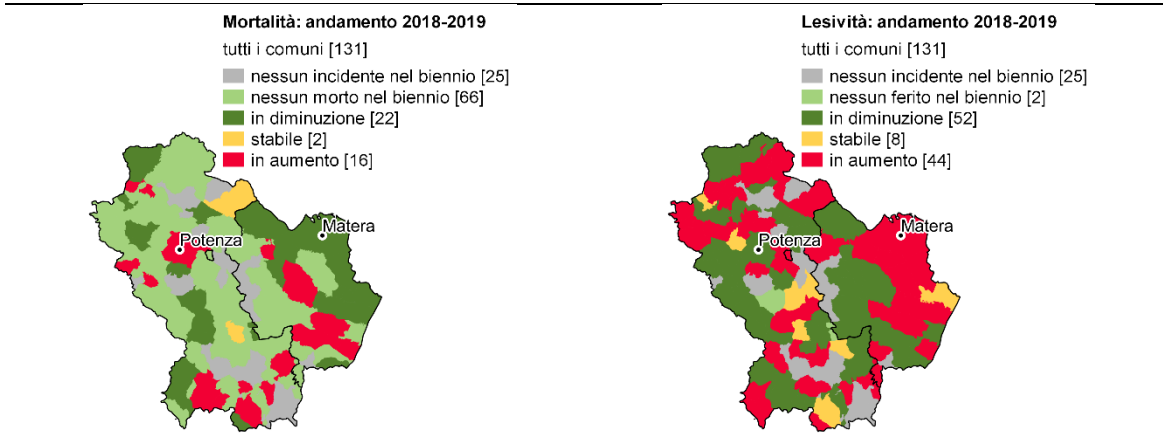 Mortalità: andamento 2018-2019
tutti i comuni [131]
nessun incidente nel biennio [25]
nessun morto nel biennio [66]
in diminuzione [22]
stabile [2]
in aumento [16]
Matera
Potenza
Lesività: andamento 2018-2019
tutti i comuni [131]
nessun incidente nel biennio [25]
nessun ferito nel biennio [2]
in diminuzione [52]
stabile [8]
in aumento [44]
Matera
Potenza